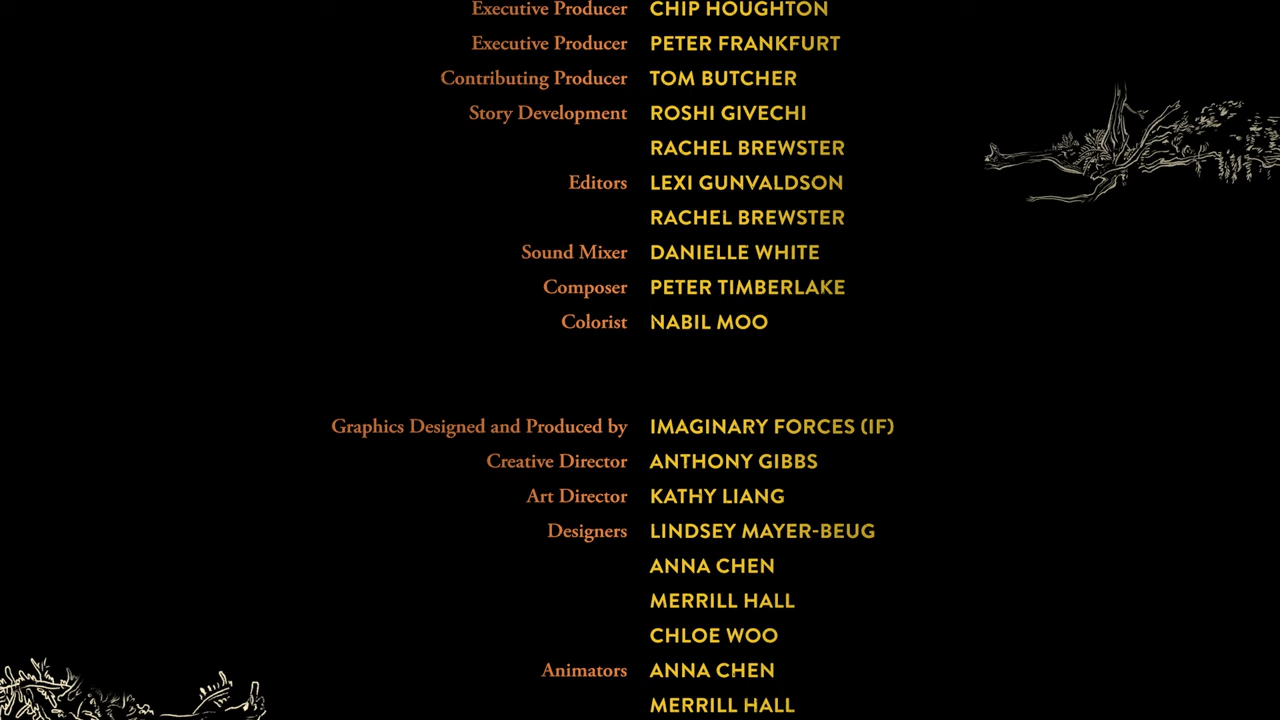 Executive Producer CHIP HOUGHTON
Executive Producer PETER FRANKFURT
Contributing Producer TOM BUTCHER
Story Development ROSHI GIVECHI
RACHEL BREWSTER
Editors LEXI GUNVALDSON
RACHEL BREWSTER
Sound Mixer DANIELLE WHITE
Composer PETER TIMBERLAKE
Colorist NABIL MOO
Graphics Designed and Produced by IMAGINARY FORCES (IF)
Creative Director ANTHONY GIBBS
Art Director KATHY LIANG
Designers LINDSEY MAYER-BEUG
ANNA CHEN
MERRILL HALL
CHLOE WOO
Animators ANNA CHEN
MERRILL HALL